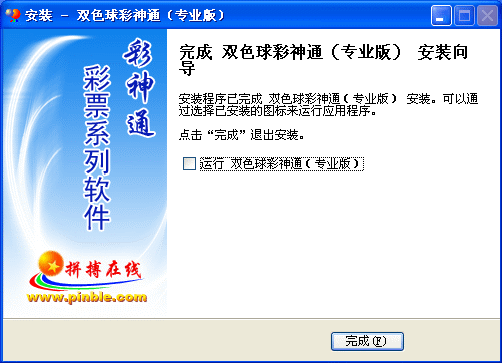 安装 - 双色球彩神通（专业版）
彩神通
彩票系列软件
拼搏在线
www.pinble.com
完成 双色球彩神通（专业版） 安装向
导
安装程序已完成 双色球彩神通（专业版） 安装。可以通
过选择已安装的图标来运行应用程序。
点击“完成”退出安装。
运行 双色球彩神通（专业版）
完成(F)